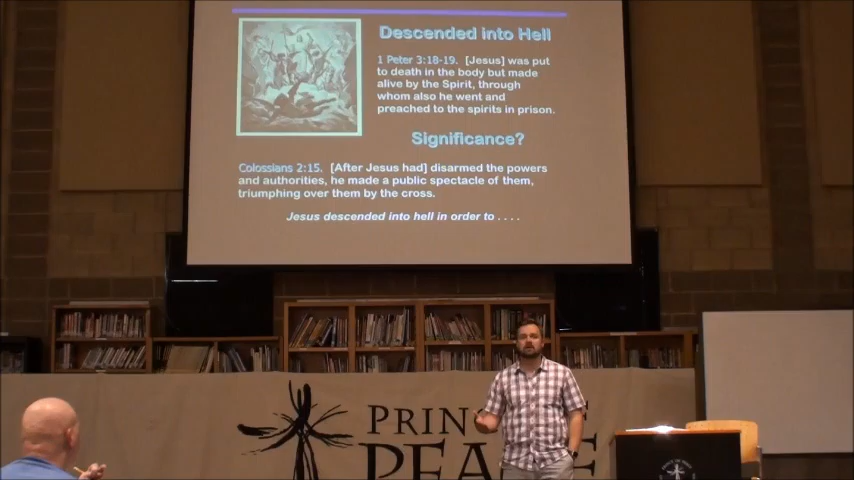 Descended into Hell
1 Peter 3:18-19. [Jesus] was put
to death in the body but made
alive by the Spirit, through
whom also he went and
preached to the spirits in prison.
Significance?
Colossians 2:15. [After Jesus had] disarmed the powers
and authorities, he made a public spectacle of them,
triumphing over them by the cross.
Jesus descended into hell in order to . . . .
PRIN
PEA